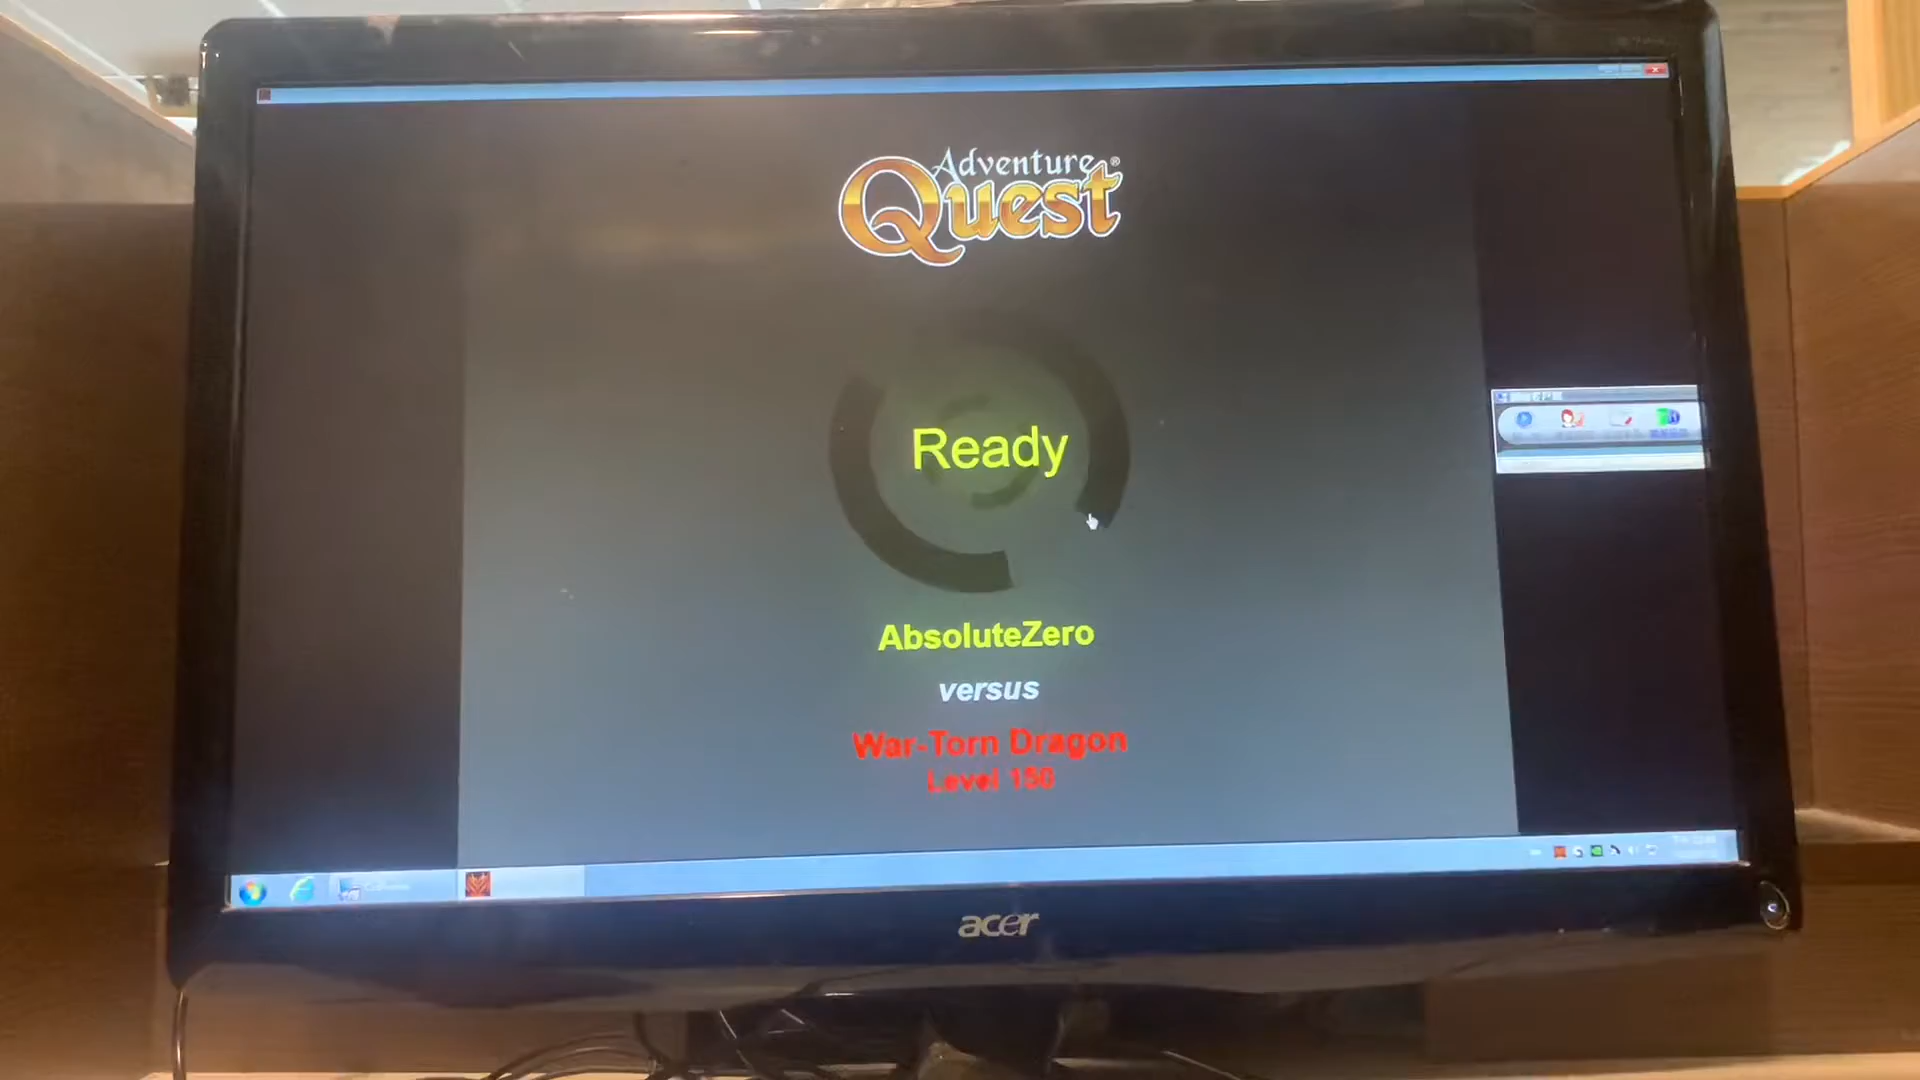 Adventure®
Quest
Ready
AbsoluteZero
versus
War-Torn Dragon
Level 150
acer